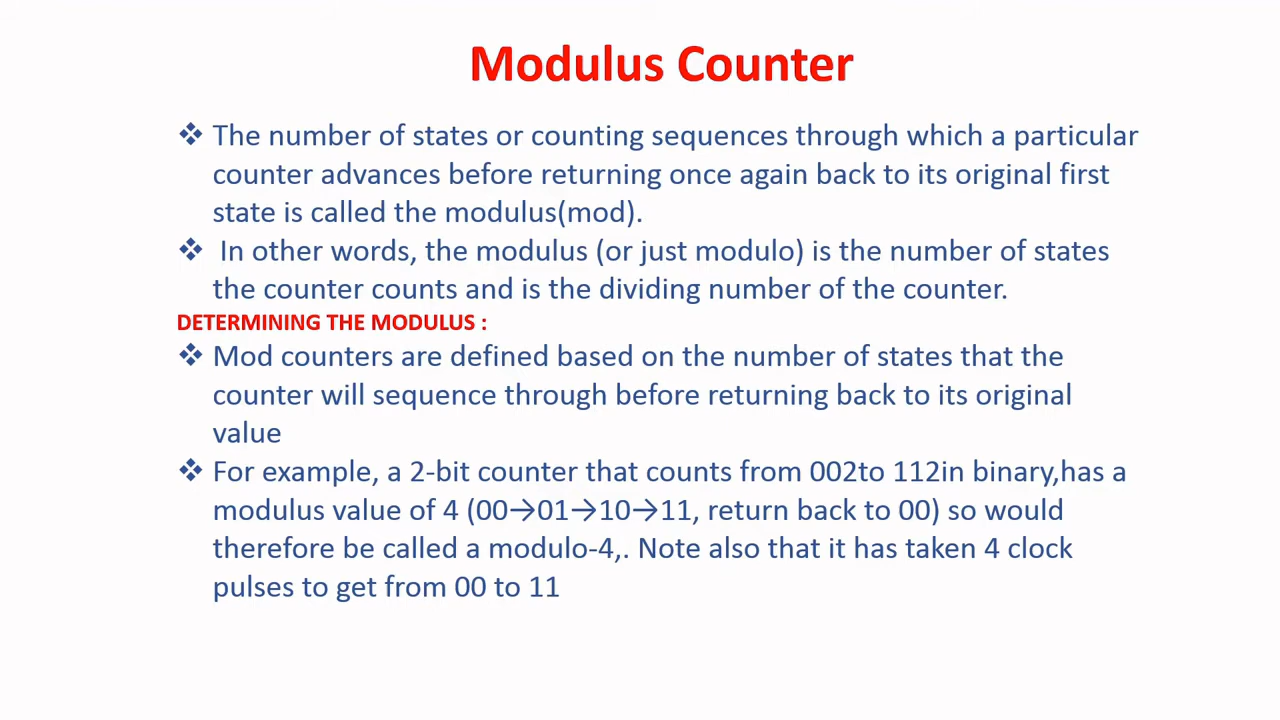 Modulus Counter
❖ The number of states or counting sequences through which a particular
counter advances before returning once again back to its original first
state is called the modulus(mod).
❖ In other words, the modulus (or just modulo) is the number of states
the counter counts and is the dividing number of the counter.
DETERMINING THE MODULUS :
❖ Mod counters are defined based on the number of states that the
counter will sequence through before returning back to its original
value
❖ For example, a 2-bit counter that counts from 002to 112in binary,has a
modulus value of 4 (00→01→10→11, return back to 00) so would
therefore be called a modulo-4,. Note also that it has taken 4 clock
pulses to get from 00 to 11